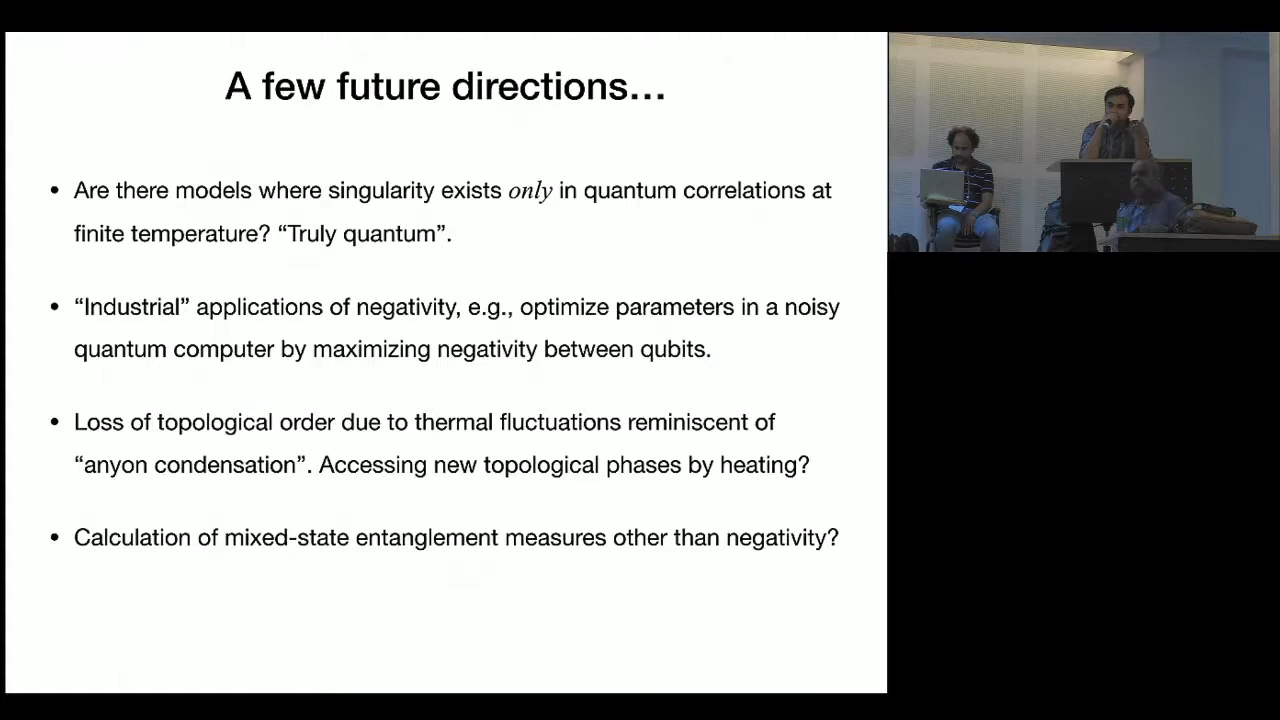 A few future directions…
• Are there models where singularity exists only in quantum correlations at
finite temperature? “Truly quantum”.
• “Industrial” applications of negativity, e.g., optimize parameters in a noisy
quantum computer by maximizing negativity between qubits.
• Loss of topological order due to thermal fluctuations reminiscent of
“anyon condensation”. Accessing new topological phases by heating?
• Calculation of mixed-state entanglement measures other than negativity?